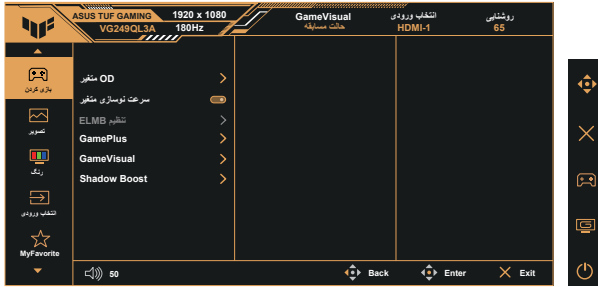 ASUS TUF GAMING 1920 x 1080
VG249QL3A 180Hz
GameVisual
حالت مسابقه
انتخاب ورودی
HDMI-1
روشنایی
65
بازی کردن
تصویر
رنگ
انتخاب ورودی
MyFavorite
OD متغیر
سرعت نوسازی متغیر
تنظیم ELMB
GamePlus
GameVisual
Shadow Boost
50
Back
Enter
Exit